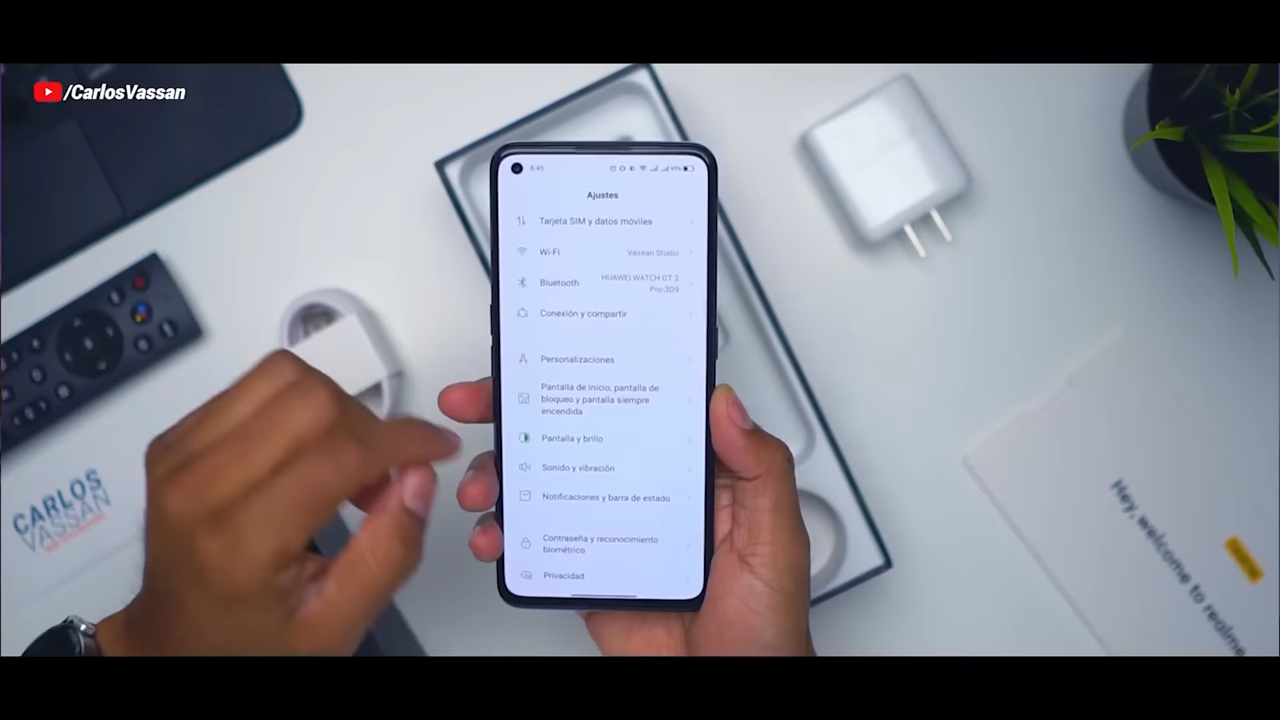 /CarlosVassan
8:45
Ajustes
Tarjeta SIM y datos móviles
Wi-Fi
Vassan Studio
Bluetooth
HUAWEI WATCH GT 2
Pro-3D9
Conexión y compartir
Personalizaciones
Pantalla de inicio, pantalla de
bloqueo y pantalla siempre
encendida
Pantalla y brillo
Sonido y vibración
Notificaciones y barra de estado
Contraseña y reconocimiento
biométrico
Privacidad
CARLOS
VASSAN
Hey, welcome to realme
realme